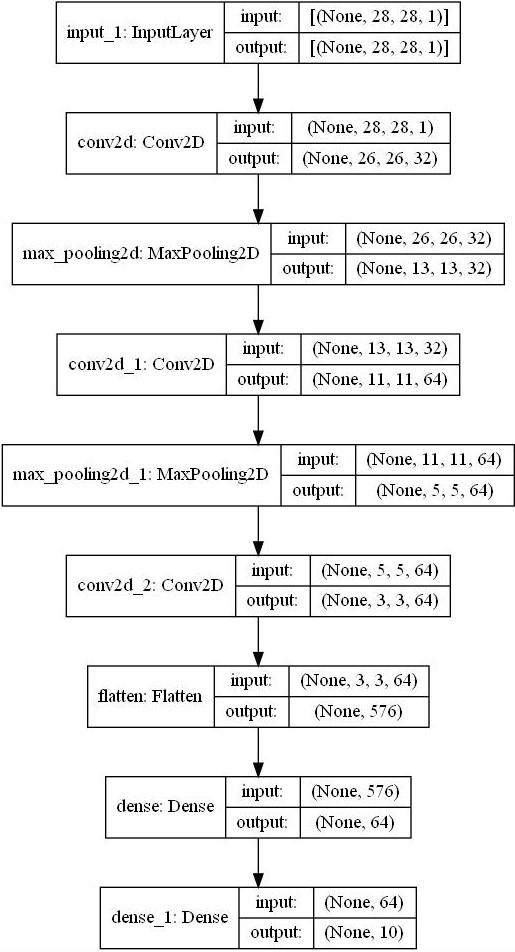 input_1: InputLayer
input: [(None, 28, 28, 1)]
output: [(None, 28, 28, 1)]
conv2d: Conv2D
input: (None, 28, 28, 1)
output: (None, 26, 26, 32)
max_pooling2d: MaxPooling2D
input: (None, 26, 26, 32)
output: (None, 13, 13, 32)
conv2d_1: Conv2D
input: (None, 13, 13, 32)
output: (None, 11, 11, 64)
max_pooling2d_1: MaxPooling2D
input: (None, 11, 11, 64)
output: (None, 5, 5, 64)
conv2d_2: Conv2D
input: (None, 5, 5, 64)
output: (None, 3, 3, 64)
flatten: Flatten
input: (None, 3, 3, 64)
output: (None, 576)
dense: Dense
input: (None, 576)
output: (None, 64)
dense_1: Dense
input: (None, 64)
output: (None, 10)